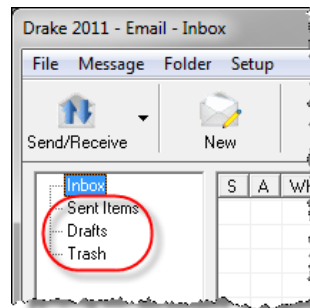 Drake 2011 - Email - Inbox
File Message Folder Setup
Send/Receive New
Inbox S A
Sent Items
Drafts
Trash